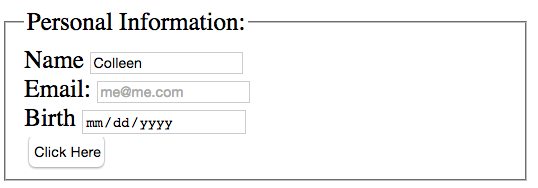 Personal Information:
Name Colleen
Email: me@me.com
Birth mm/dd/yyyy
Click Here